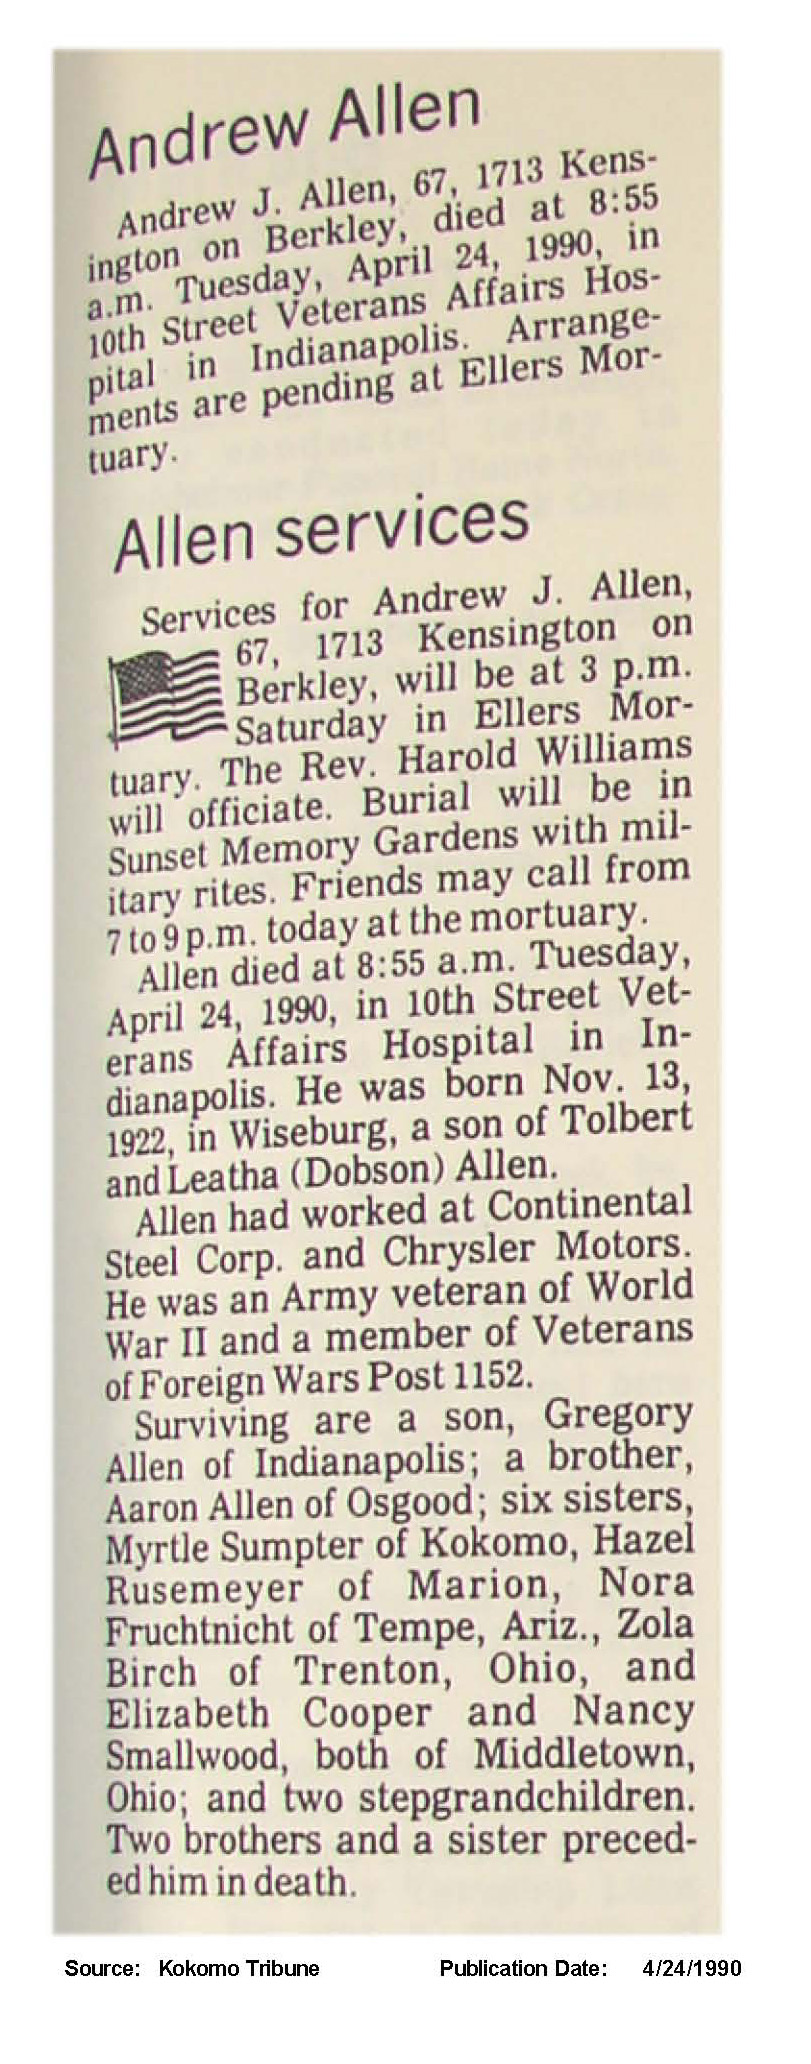 Andrew Allen
Andrew J. Allen, 67, 1713 Kens-
ington on Berkley, died at 8:55
a.m. Tuesday, April 24, 1990, in
10th Street Veterans Affairs Hos-
pital in Indianapolis. Arrange-
ments are pending at Ellers Mor-
tuary.
Allen services
Services for Andrew J. Allen,
67, 1713 Kensington on
Berkley, will be at 3 p.m.
Saturday in Ellers Mor-
tuary. The Rev. Harold Williams
will officiate. Burial will be in
Sunset Memory Gardens with mil-
itary rites. Friends may call from
7 to 9 p.m. today at the mortuary.
Allen died at 8:55 a.m. Tuesday,
April 24, 1990, in 10th Street Vet-
erans Affairs Hospital in In-
dianapolis. He was born Nov. 13,
1922, in Wiseburg, a son of Tolbert
and Leatha (Dobson) Allen.
Allen had worked at Continental
Steel Corp. and Chrysler Motors.
He was an Army veteran of World
War II and a member of Veterans
of Foreign Wars Post 1152.
Surviving are a son, Gregory
Allen of Indianapolis; a brother,
Aaron Allen of Osgood; six sisters,
Myrtle Sumpter of Kokomo, Hazel
Rusemeyer of Marion, Nora
Fruchtnicht of Tempe, Ariz., Zola
Birch of Trenton, Ohio, and
Elizabeth Cooper and Nancy
Smallwood, both of Middletown,
Ohio; and two stepgrandchildren.
Two brothers and a sister preced-
ed him in death.
Source: Kokomo Tribune Publication Date: 4/24/1990